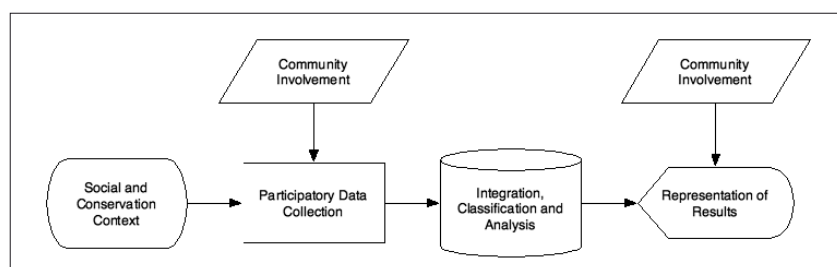 Community
Involvement
Community
Involvement
Social and
Conservation
Context
Participatory Data
Collection
Integration,
Classification and
Analysis
Representation of
Results